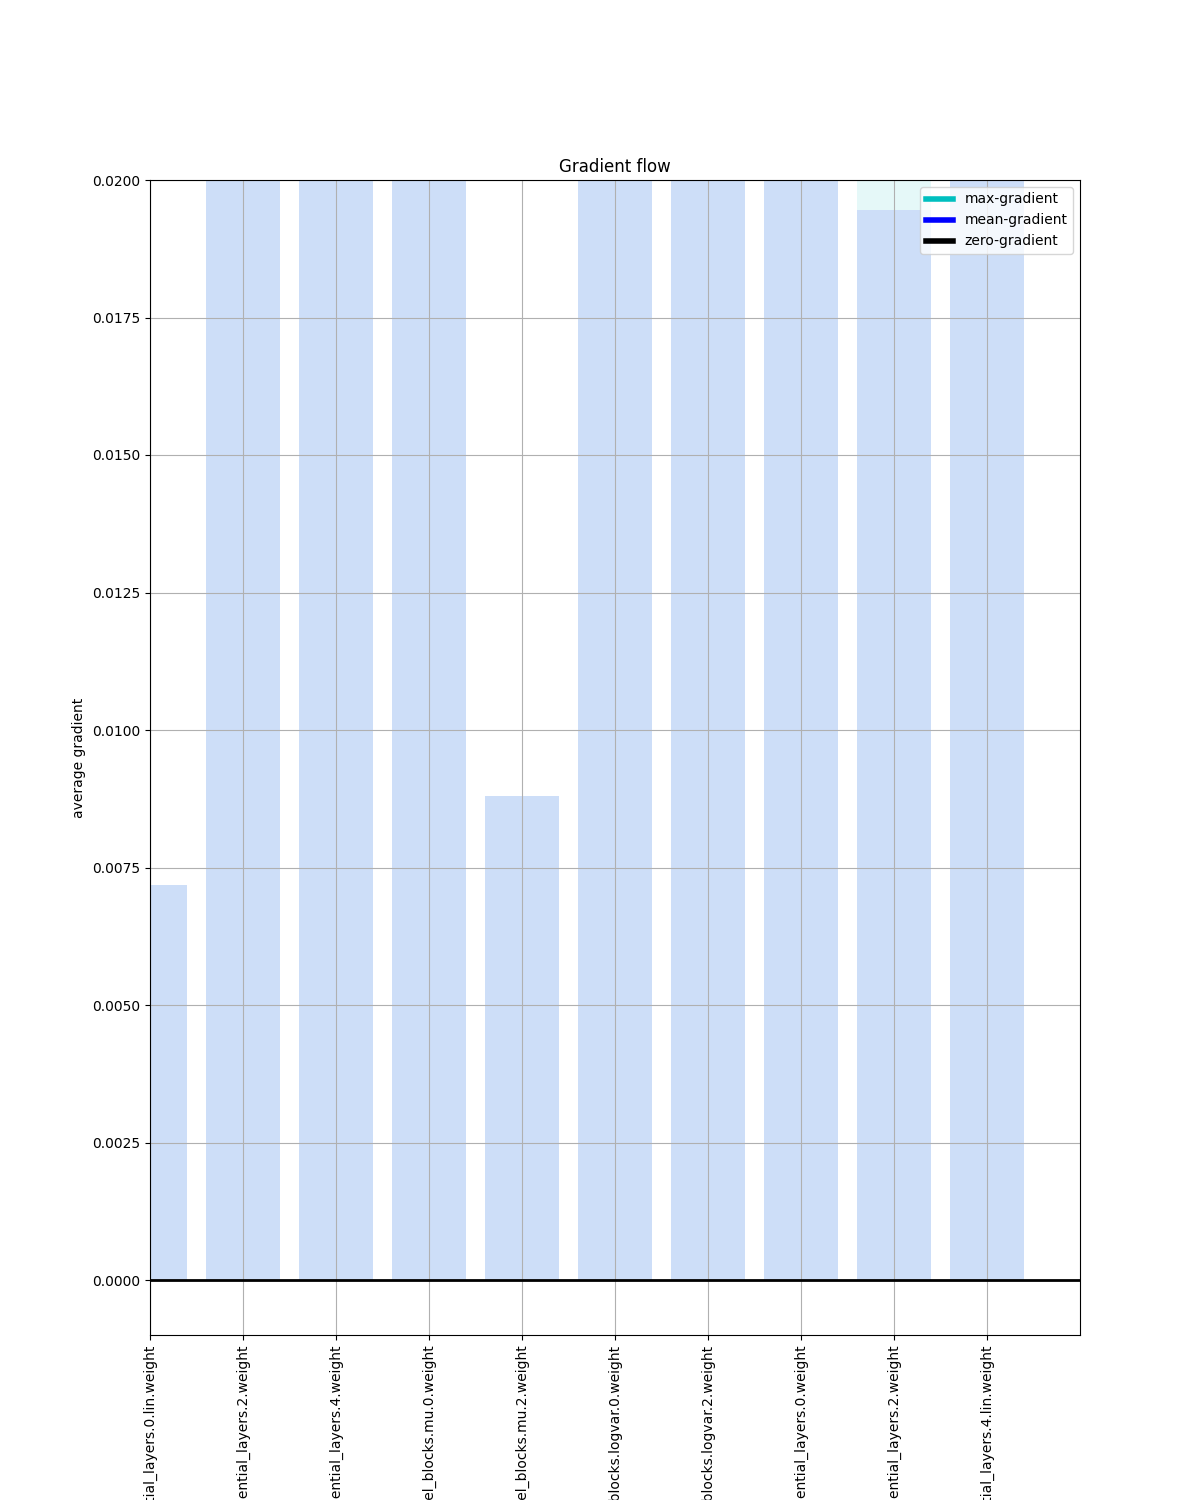 Gradient flow
max-gradient
mean-gradient
zero-gradient
average gradient
0.0200
0.0175
0.0150
0.0125
0.0100
0.0075
0.0050
0.0025
0.0000
tial_layers.0.lin.weight
ential_layers.2.weight
ential_layers.4.weight
el_blocks.mu.0.weight
el_blocks.mu.2.weight
blocks.logvar.0.weight
blocks.logvar.2.weight
ential_layers.0.weight
ential_layers.2.weight
tial_layers.4.lin.weight